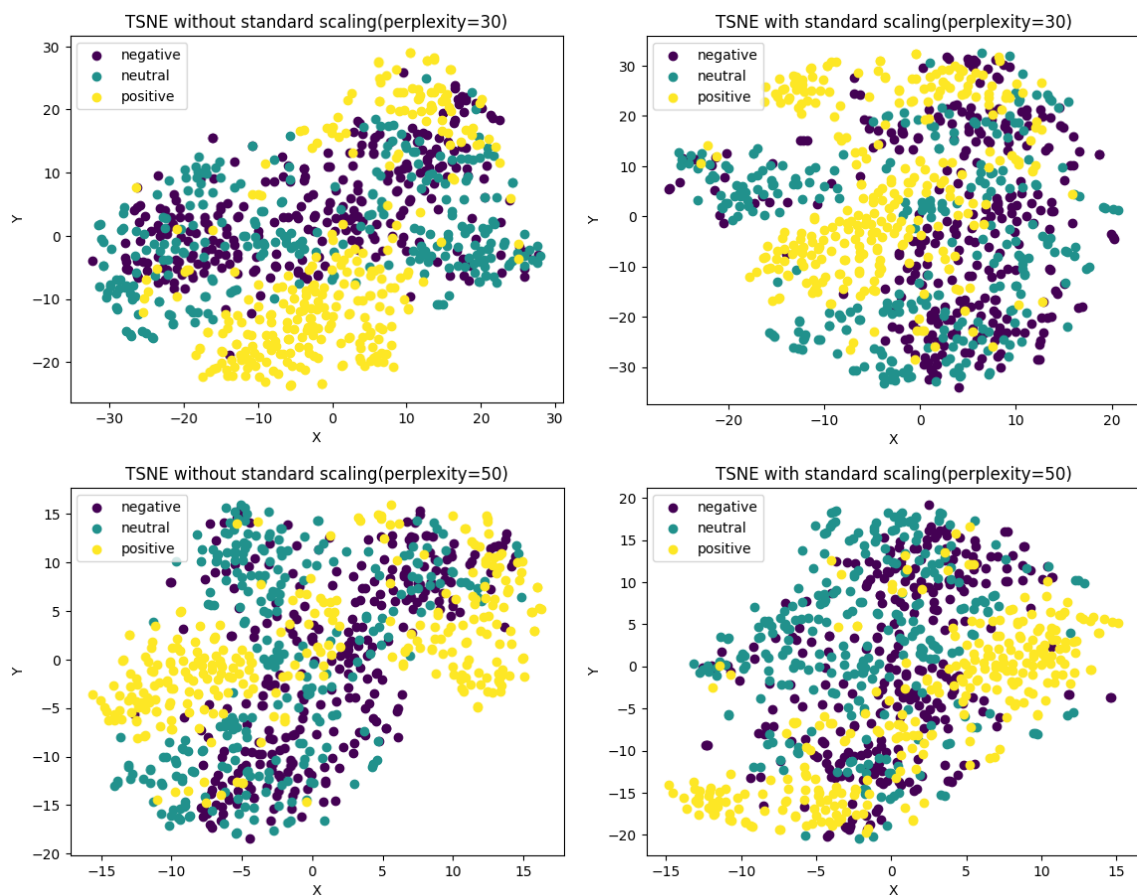 TSNE without standard scaling(perplexity=30)
negative
neutral
positive
30
20
10
0
−10
−20
Y
−30
−20
−10
0
10
20
30
X
TSNE with standard scaling(perplexity=30)
negative
neutral
positive
30
20
10
0
−10
−20
−30
Y
−20
−10
0
10
20
X
TSNE without standard scaling(perplexity=50)
negative
neutral
positive
15
10
5
0
−5
−10
−15
−20
Y
−15
−10
−5
0
5
10
15
X
TSNE with standard scaling(perplexity=50)
negative
neutral
positive
20
15
10
5
0
−5
−10
−15
−20
Y
−15
−10
−5
0
5
10
15
X